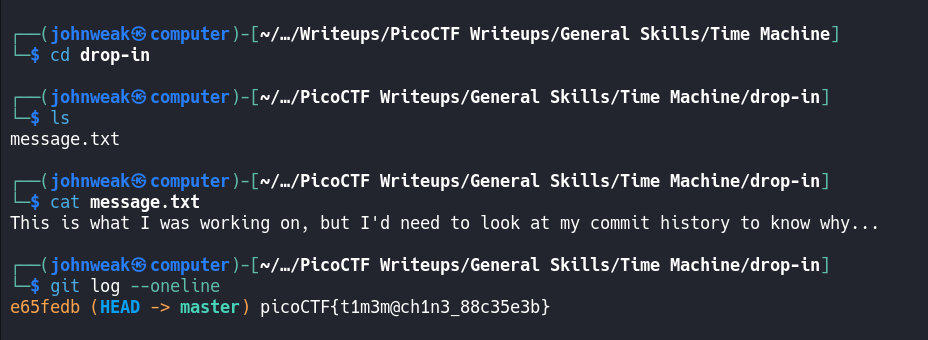 ┌──(johnweak㉿computer)-[~/…/Writeups/PicoCTF Writeups/General Skills/Time Machine]
└─$ cd drop-in
┌──(johnweak㉿computer)-[~/…/PicoCTF Writeups/General Skills/Time Machine/drop-in]
└─$ ls
message.txt
┌──(johnweak㉿computer)-[~/…/PicoCTF Writeups/General Skills/Time Machine/drop-in]
└─$ cat message.txt
This is what I was working on, but I'd need to look at my commit history to know why...
┌──(johnweak㉿computer)-[~/…/PicoCTF Writeups/General Skills/Time Machine/drop-in]
└─$ git log --oneline
e65fedb (HEAD -> master) picoCTF{t1m3m@ch1n3_88c35e3b}